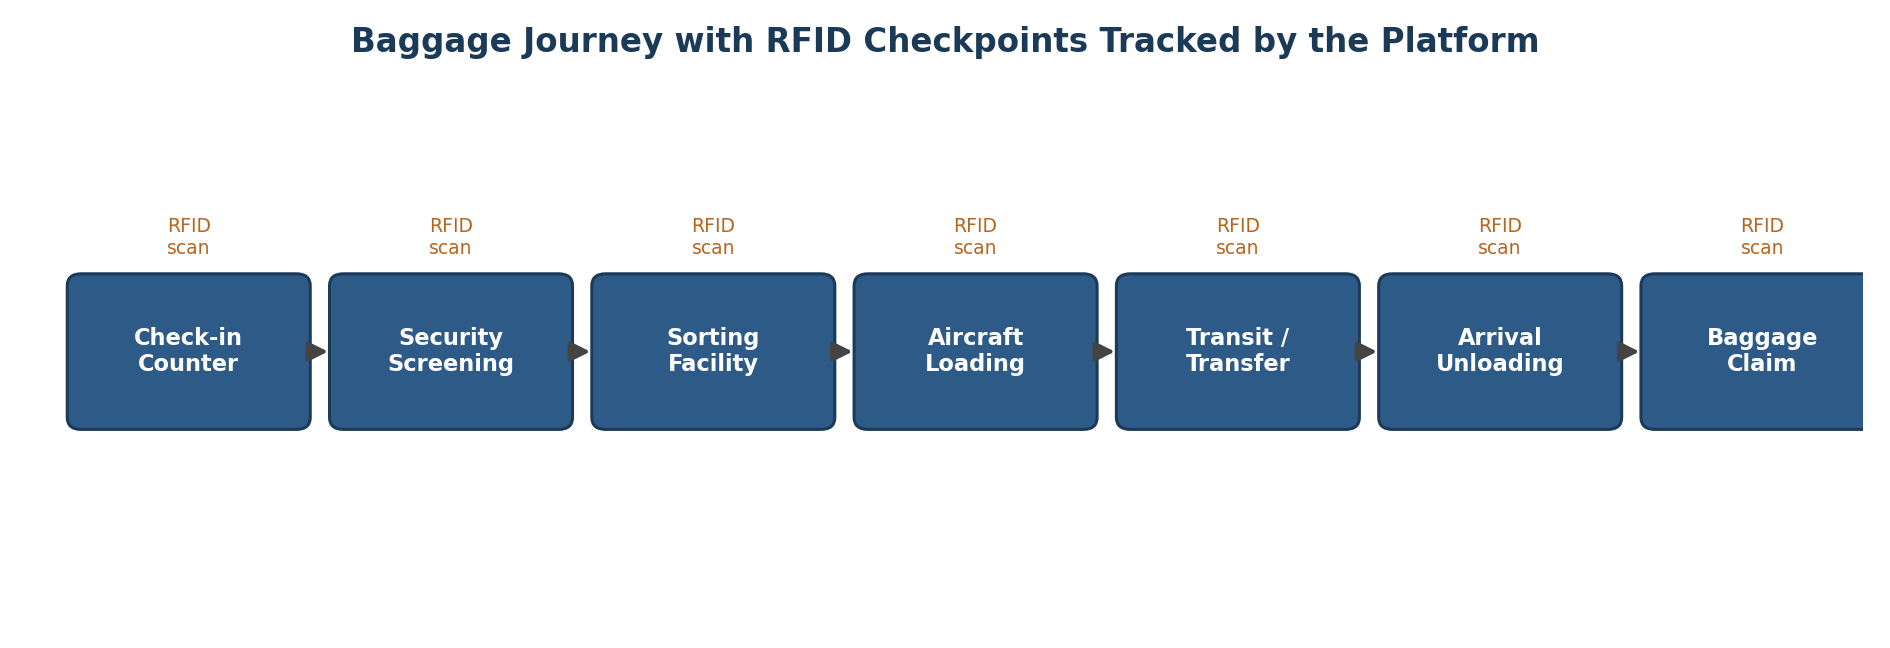 Baggage Journey with RFID Checkpoints Tracked by the Platform
RFID
scan
RFID
scan
RFID
scan
RFID
scan
RFID
scan
RFID
scan
RFID
scan
Check-in
Counter
Security
Screening
Sorting
Facility
Aircraft
Loading
Transit /
Transfer
Arrival
Unloading
Baggage
Claim